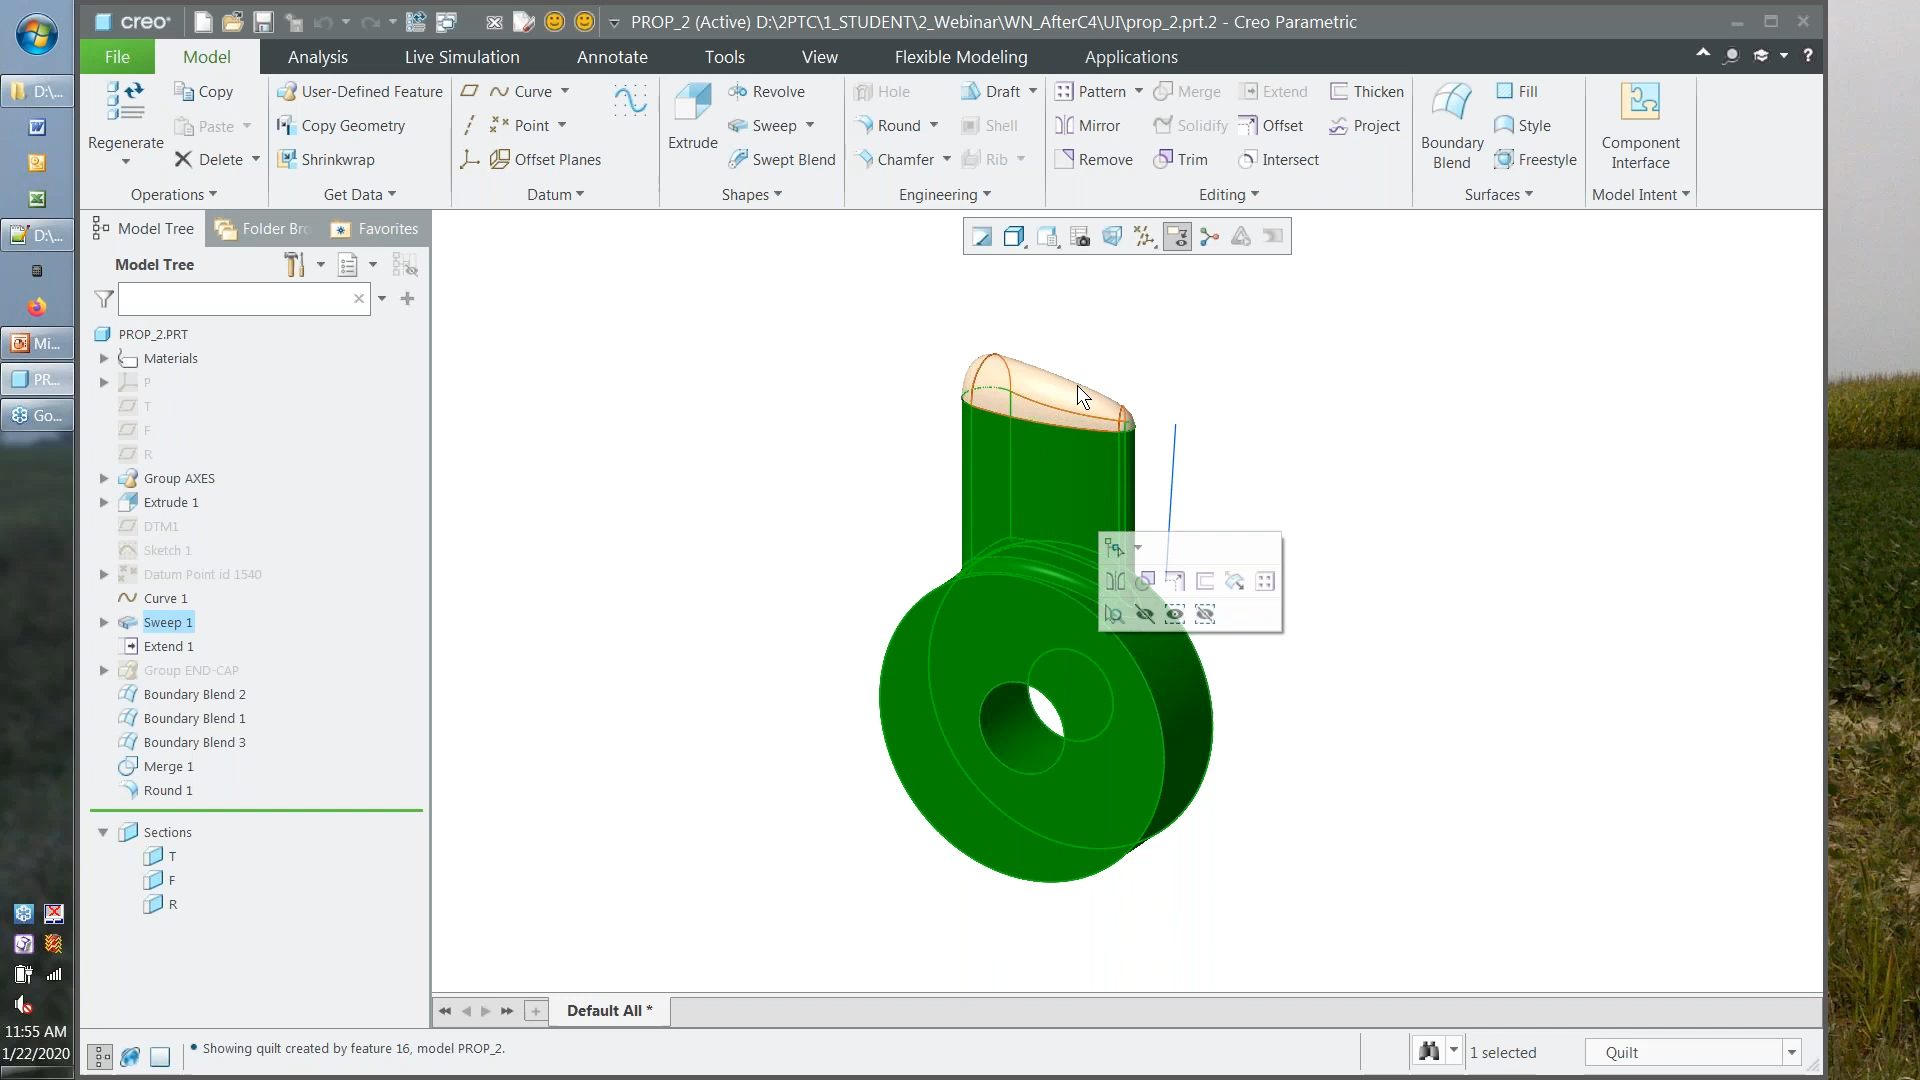 creo
PROP_2 (Active) D:\2PTC\1_STUDENT\2_Webinar\WN_AfterC4\UI\prop_2.prt.2 - Creo Parametric
File
Model
Analysis
Live Simulation
Annotate
Tools
View
Flexible Modeling
Applications
Regenerate
Copy
Paste
Delete
Operations
User-Defined Feature
Copy Geometry
Shrinkwrap
Get Data
Curve
Point
Offset Planes
Datum
Extrude
Revolve
Sweep
Swept Blend
Shapes
Hole
Round
Chamfer
Draft
Shell
Rib
Engineering
Pattern
Mirror
Remove
Merge
Solidify
Trim
Extend
Offset
Intersect
Thicken
Project
Editing
Boundary
Blend
Fill
Style
Freestyle
Surfaces
Component
Interface
Model Intent
D:\...
D:\...
Mi...
PR...
Go...
Model Tree
Folder Bro
Favorites
Model Tree
PROP_2.PRT
Materials
P
T
F
R
Group AXES
Extrude 1
DTM1
Sketch 1
Datum Point id 1540
Curve 1
Sweep 1
Extend 1
Group END-CAP
Boundary Blend 2
Boundary Blend 1
Boundary Blend 3
Merge 1
Round 1
Sections
T
F
R
Default All *
Showing quilt created by feature 16, model PROP_2.
1 selected
Quilt
11:55 AM
1/22/2020